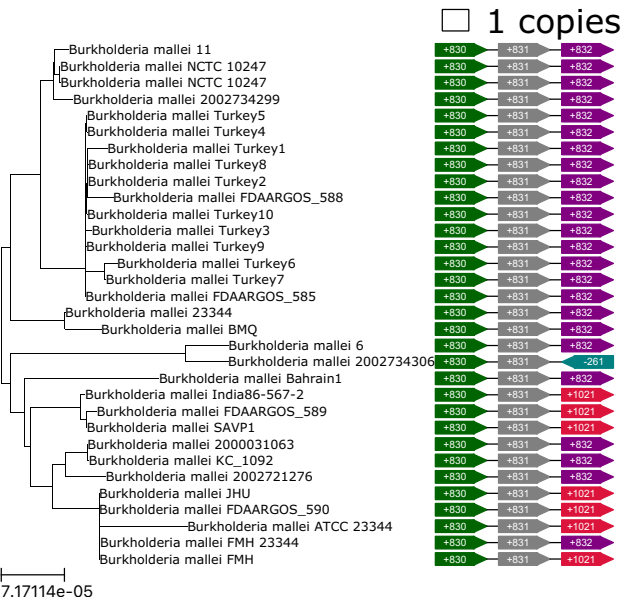 1 copies
Burkholderia mallei 11 +830 +831 +832
Burkholderia mallei NCTC 10247 +830 +831 +832
Burkholderia mallei NCTC 10247 +830 +831 +832
Burkholderia mallei 2002734299 +830 +831 +832
Burkholderia mallei Turkey5 +830 +831 +832
Burkholderia mallei Turkey4 +830 +831 +832
Burkholderia mallei Turkey1 +830 +831 +832
Burkholderia mallei Turkey8 +830 +831 +832
Burkholderia mallei Turkey2 +830 +831 +832
Burkholderia mallei FDAARGOS_588 +830 +831 +832
Burkholderia mallei Turkey10 +830 +831 +832
Burkholderia mallei Turkey3 +830 +831 +832
Burkholderia mallei Turkey9 +830 +831 +832
Burkholderia mallei Turkey6 +830 +831 +832
Burkholderia mallei Turkey7 +830 +831 +832
Burkholderia mallei FDAARGOS_585 +830 +831 +832
Burkholderia mallei 23344 +830 +831 +832
Burkholderia mallei BMQ +830 +831 +832
Burkholderia mallei 6 +830 +831 +832
Burkholderia mallei 2002734306 +830 +831 -261
Burkholderia mallei Bahrain1 +830 +831 +832
Burkholderia mallei India86-567-2 +830 +831 +1021
Burkholderia mallei FDAARGOS_589 +830 +831 +1021
Burkholderia mallei SAVP1 +830 +831 +1021
Burkholderia mallei 2000031063 +830 +831 +832
Burkholderia mallei KC_1092 +830 +831 +832
Burkholderia mallei 2002721276 +830 +831 +832
Burkholderia mallei JHU +830 +831 +1021
Burkholderia mallei FDAARGOS_590 +830 +831 +1021
Burkholderia mallei ATCC 23344 +830 +831 +1021
Burkholderia mallei FMH 23344 +830 +831 +832
Burkholderia mallei FMH +830 +831 +1021
7.17114e-05